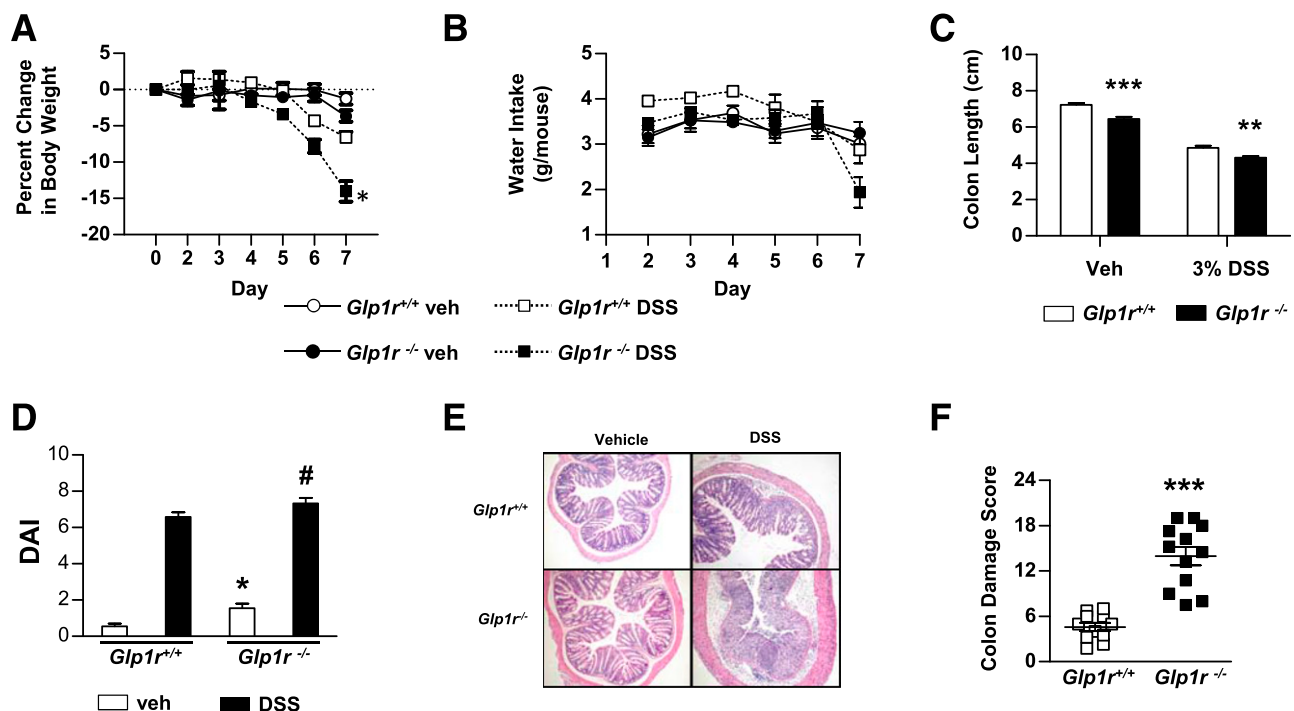 A
B
C
Percent Change
in Body Weight
5
0
-5
-10
-15
-20
*
0 2 3 4 5 6 7
Day
Water Intake
(g/mouse)
5
4
3
2
1
1 2 3 4 5 6 7
Day
Colon Length (cm)
10
8
6
4
2
0
***
**
Veh 3% DSS
Glp1r+/+ Glp1r -/-
Glp1r+/+ veh Glp1r+/+ DSS
Glp1r -/- veh Glp1r -/- DSS
D
E
F
DAI
10
8
6
4
2
0
*
#
Glp1r+/+ Glp1r -/-
veh DSS
Vehicle DSS
Glp1r+/+
Glp1r-/-
Colon Damage Score
24
18
12
6
0
***
Glp1r+/+ Glp1r -/-